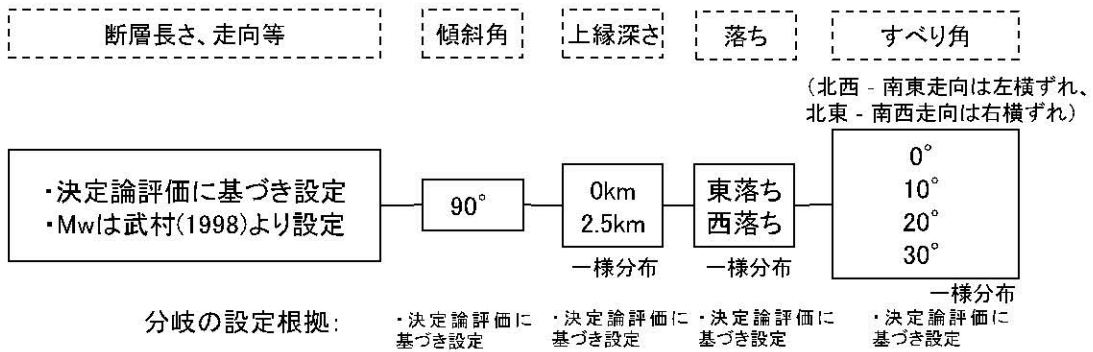 断層長さ、走向等
傾斜角
上縁深さ
落ち
すべり角
(北西 - 南東走向は左横ずれ、
北東 - 南西走向は右横ずれ)
・決定論評価に基づき設定
・Mwは武村(1998)より設定
90°
0km
2.5km
東落ち
西落ち
0°
10°
20°
30°
一様分布
一様分布
一様分布
分岐の設定根拠:
・決定論評価に
基づき設定
・決定論評価に
基づき設定
・決定論評価に
基づき設定
・決定論評価に
基づき設定